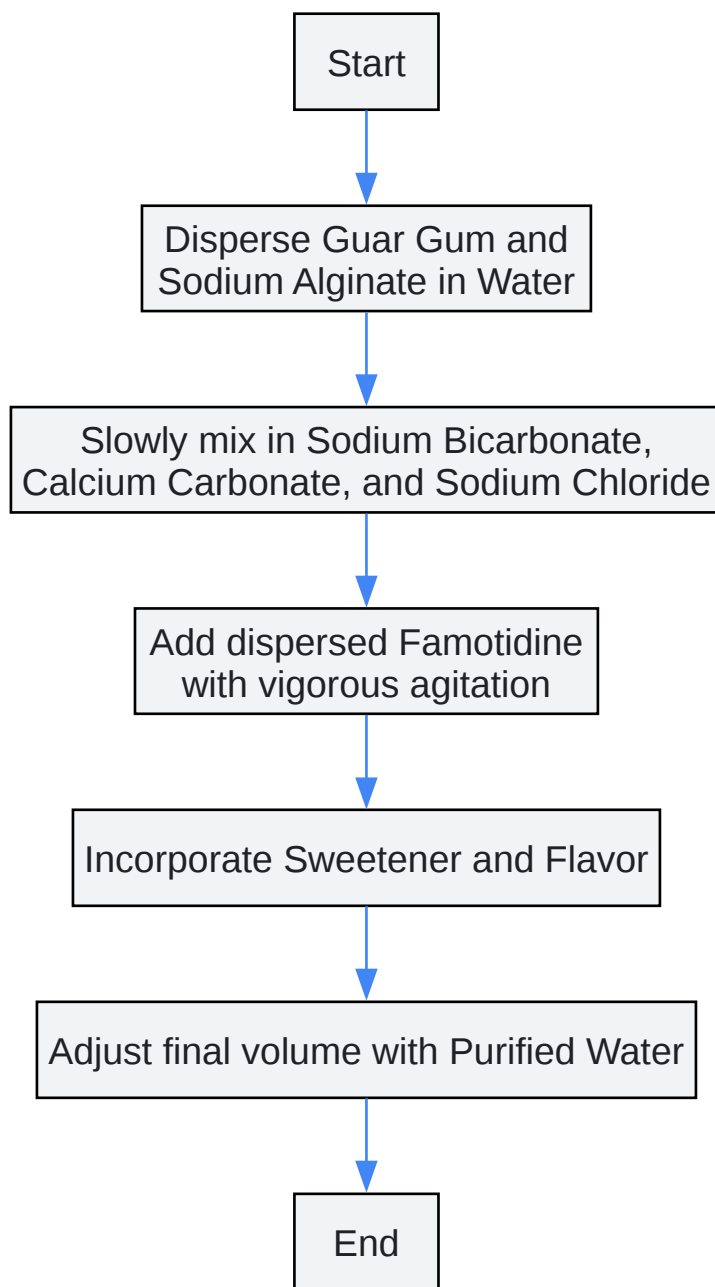 Start
Disperse Guar Gum and
Sodium Alginate in Water
Slowly mix in Sodium Bicarbonate,
Calcium Carbonate, and Sodium Chloride
Add dispersed Famotidine
with vigorous agitation
Incorporate Sweetener and Flavor
Adjust final volume with Purified Water
End